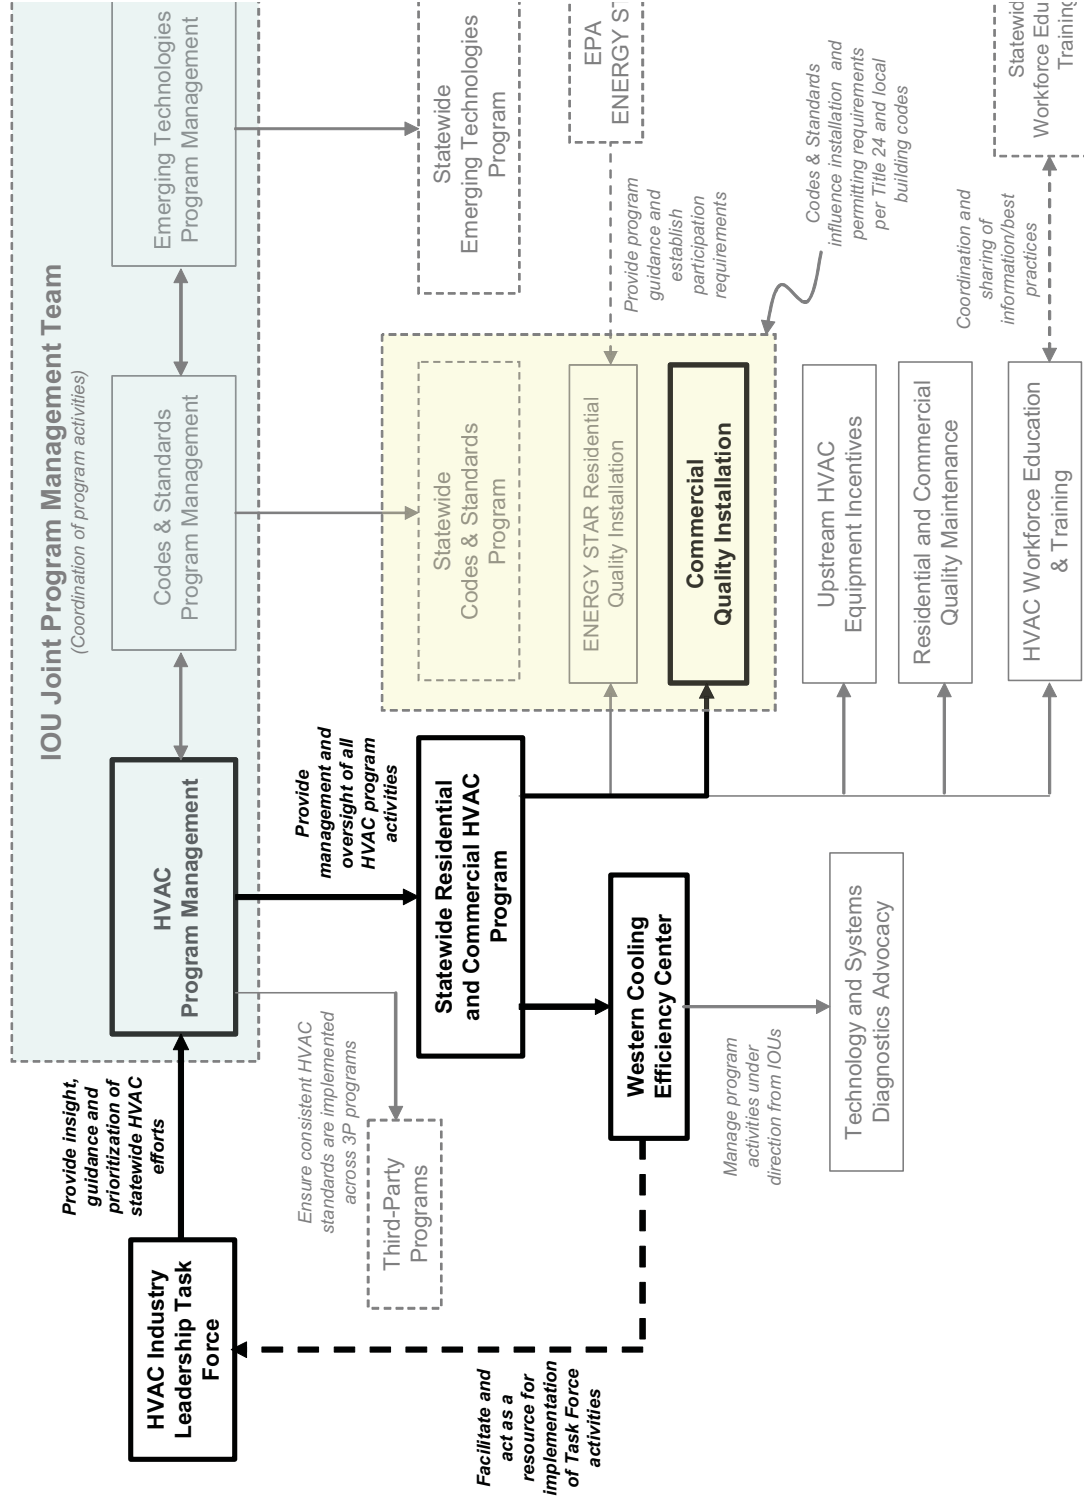 IOU Joint Program Management Team
(Coordination of program activities)
HVAC Industry
Leadership Task
Force
Provide insight,
guidance and
prioritization of
statewide HVAC
efforts
HVAC
Program Management
Codes & Standards
Program Management
Emerging Technologies
Program Management
Ensure consistent HVAC
standards are implemented
across 3P programs
Provide
management and
oversight of all
HVAC program
activities
Third-Party
Programs
Statewide Residential
and Commercial HVAC
Program
Statewide
Codes & Standards
Program
Statewide
Emerging Technologies
Program
Facilitate and
act as a
resource for
implementation
of Task Force
activities
Western Cooling
Efficiency Center
ENERGY STAR Residential
Quality Installation
Provide program
guidance and
establish
participation
requirements
EPA
ENERGY
Commercial
Quality Installation
Manage program
activities under
direction from IOUs
Codes & Standards
influence installation and
permitting requirements
per Title 24 and local
building codes
Technology and Systems
Diagnostics Advocacy
Upstream HVAC
Equipment Incentives
Residential and Commercial
Quality Maintenance
Coordination and
sharing of
information/best
practices
HVAC Workforce Education
& Training
Workforce
Training